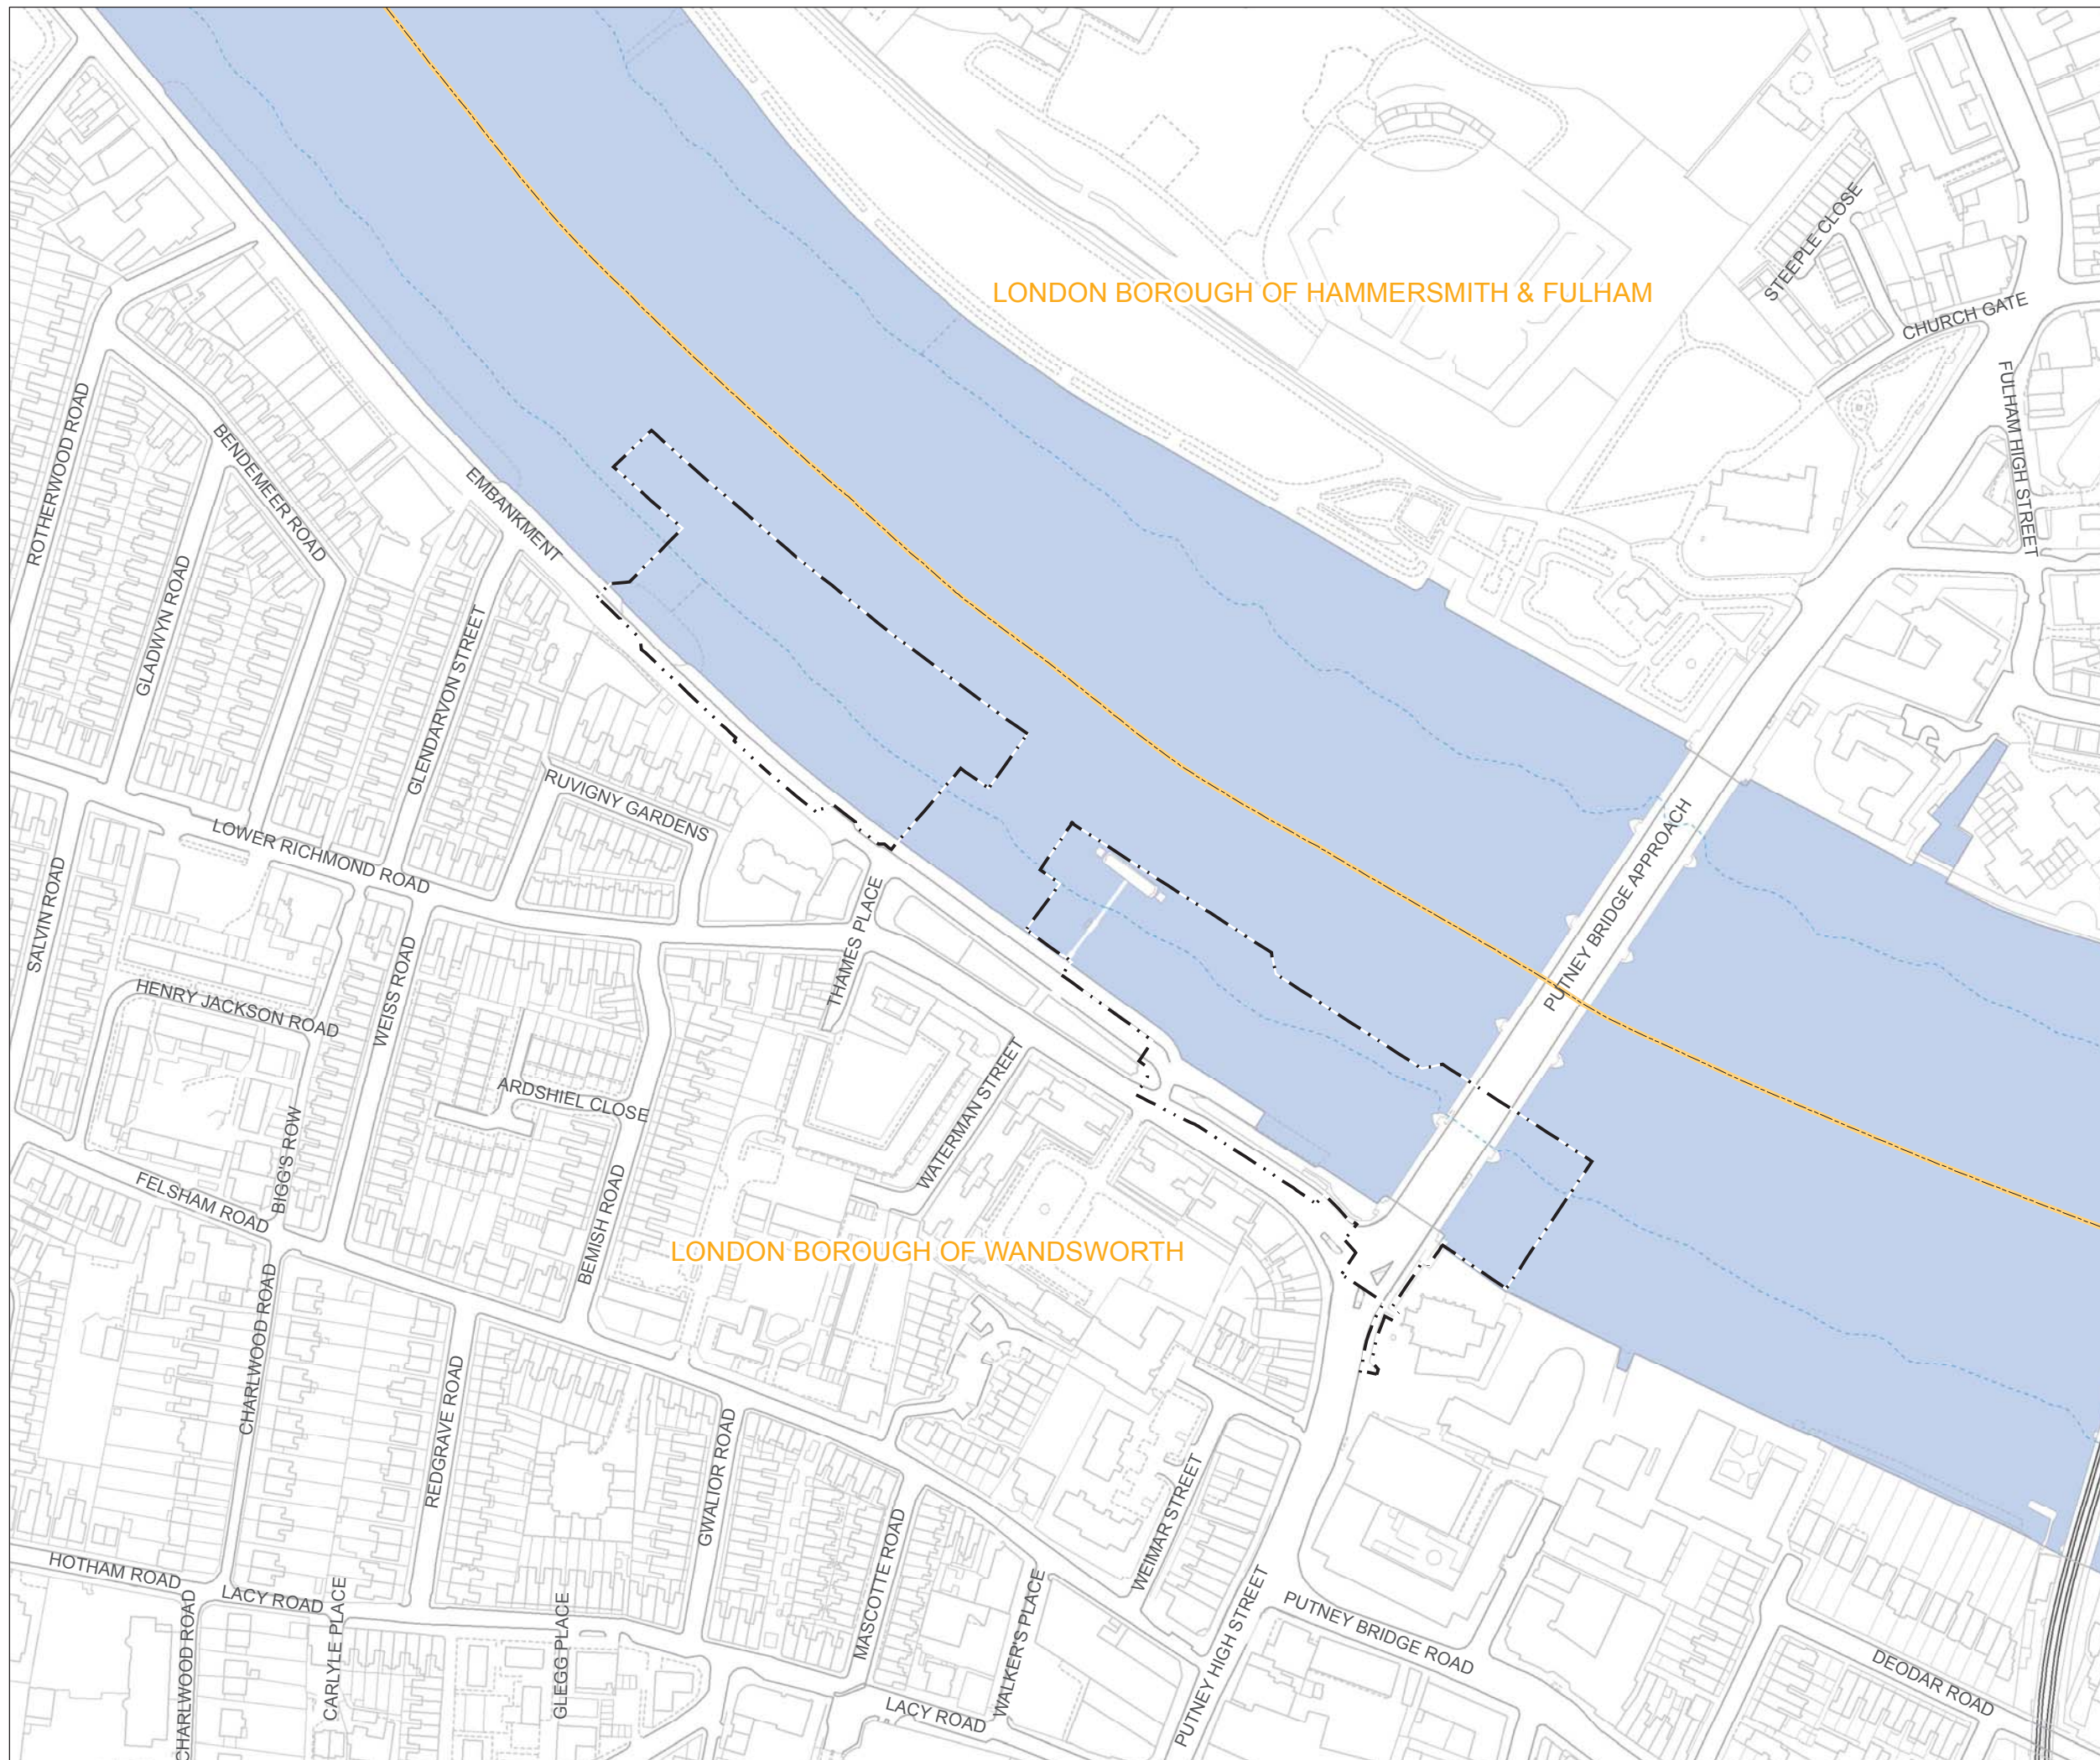 STEEPLE CLOSE
LONDON BOROUGH OF HAMMERSMITH & FULHAM
CHURCH GATE
FULHAM HIGH STREET
ROTHERWOOD ROAD
BENDEMEER ROAD
EMBANKMENT
GLADWYN ROAD
GLENDARVON STREET
RUVIGNY GARDENS
LOWER RICHMOND ROAD
PUTNEY BRIDGE APPROACH
SALVIN ROAD
THAMES PLACE
WEISS ROAD
HENRY JACKSON ROAD
ARDSHIEL CLOSE
WATERMAN STREET
BIGG'S ROW
FELSHAM ROAD
BEMISH ROAD
LONDON BOROUGH OF WANDSWORTH
CHARLWOOD ROAD
REDGRAVE ROAD
GWALIOR ROAD
WEIMAR STREET
MASCOTTE ROAD
HOTHAM ROAD
LACY ROAD
CARLYLE PLACE
GLEGG PLACE
WALKER'S PLACE
PUTNEY HIGH STREET
PUTNEY BRIDGE ROAD
DEODAR ROAD
CHARLWOOD ROAD
LACY ROAD